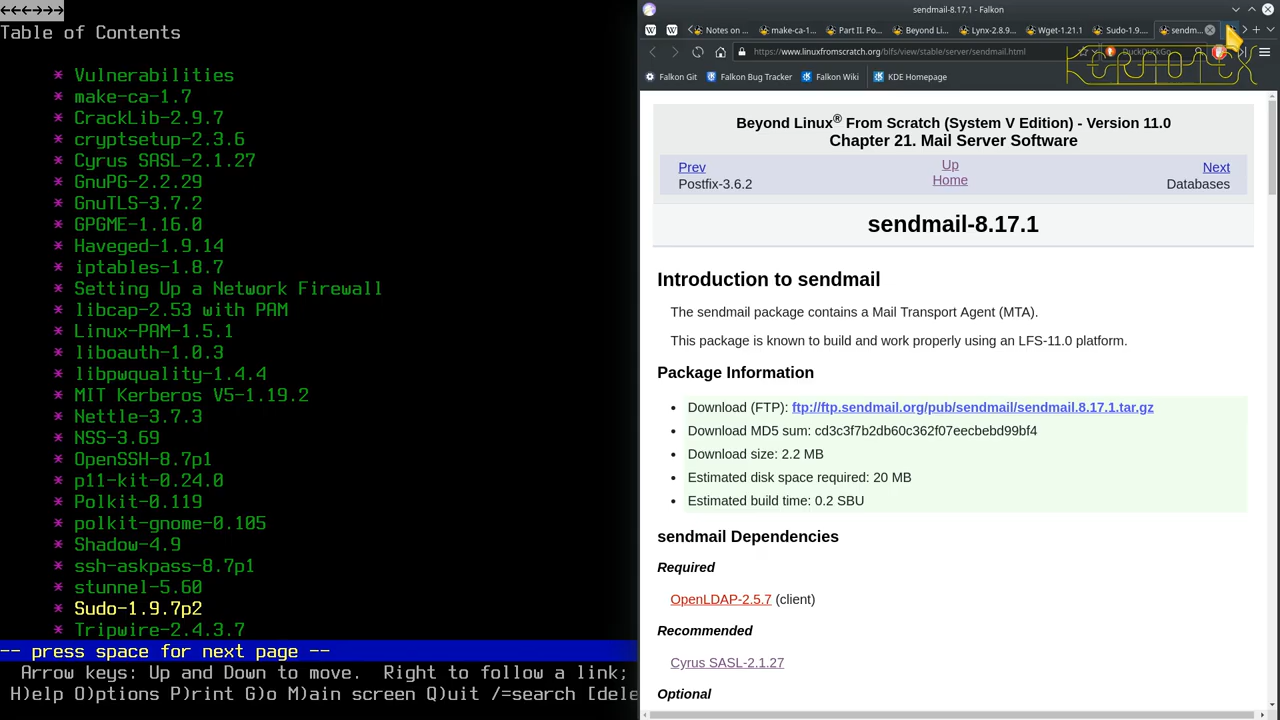 ←←←→→→
Table of Contents
* Vulnerabilities
* make-ca-1.7
* CrackLib-2.9.7
* cryptsetup-2.3.6
* Cyrus SASL-2.1.27
* GnuPG-2.2.29
* GnuTLS-3.7.2
* GPGME-1.16.0
* Haveged-1.9.14
* iptables-1.8.7
* Setting Up a Network Firewall
* libcap-2.53 with PAM
* Linux-PAM-1.5.1
* liboauth-1.0.3
* libpwquality-1.4.4
* MIT Kerberos V5-1.19.2
* Nettle-3.7.3
* NSS-3.69
* OpenSSH-8.7p1
* p11-kit-0.24.0
* Polkit-0.119
* polkit-gnome-0.105
* Shadow-4.9
* ssh-askpass-8.7p1
* stunnel-5.60
* Sudo-1.9.7p2
* Tripwire-2.4.3.7
-- press space for next page --
Arrow keys: Up and Down to move.  Right to follow a link;
H)elp O)ptions P)rint G)o M)ain screen Q)uit /=search [dele
sendmail-8.17.1 - Falkon
Notes on ... make-ca-1... Part II. Po... Beyond Li... Lynx-2.8.9... Wget-1.21.1 Sudo-1.9.... sendm...
https://www.linuxfromscratch.org/blfs/view/stable/server/sendmail.html DuckDuckGo
Falkon Git Falkon Bug Tracker Falkon Wiki KDE Homepage
Beyond Linux® From Scratch (System V Edition) - Version 11.0
Chapter 21. Mail Server Software
Prev Up Next
Postfix-3.6.2 Home Databases
sendmail-8.17.1
Introduction to sendmail
The sendmail package contains a Mail Transport Agent (MTA).
This package is known to build and work properly using an LFS-11.0 platform.
Package Information
• Download (FTP): ftp://ftp.sendmail.org/pub/sendmail/sendmail.8.17.1.tar.gz
• Download MD5 sum: cd3c3f7b2db60c362f07eecbebd99bf4
• Download size: 2.2 MB
• Estimated disk space required: 20 MB
• Estimated build time: 0.2 SBU
sendmail Dependencies
Required
OpenLDAP-2.5.7 (client)
Recommended
Cyrus SASL-2.1.27
Optional